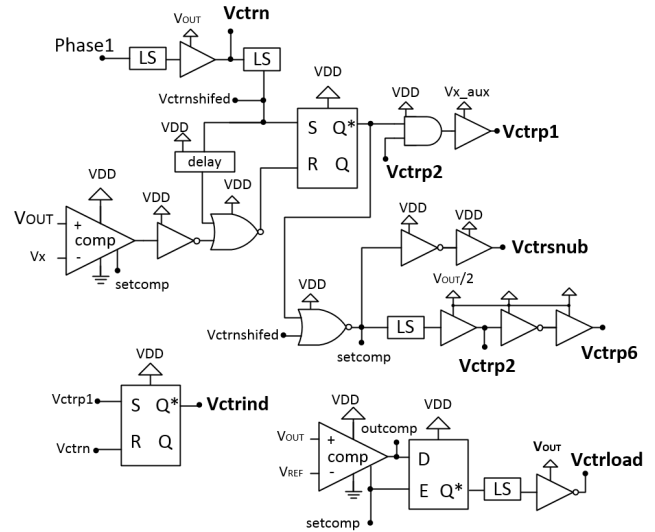 VOUT
Vctrn
Phase1
LS
LS
VDD
Vx_aux
VDD
Vctrnshifed
VDD
S Q*
Vctrp1
delay
VDD
R Q
Vctrp2
VDD
VDD
VOUT
+
comp
Vx
-
setcomp
VDD
VDD
Vctrsnub
VDD
VOUT/2
Vctrnshifed
LS
setcomp
Vctrp2
Vctrp6
VDD
Vctrp1
S Q*
Vctrind
Vctrn
R Q
VDD
VDD
outcomp
VOUT
+
comp
D
VREF
-
E Q*
LS
VOUT
Vctrload
setcomp